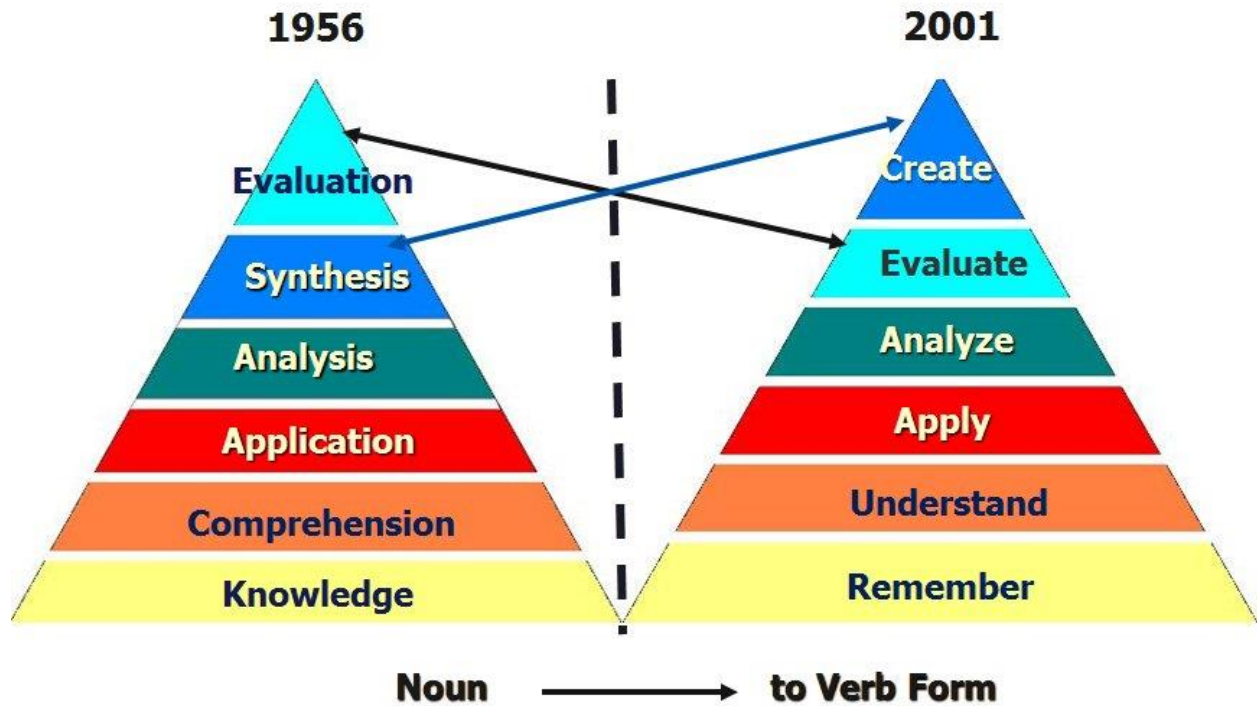 1956
Evaluation
Synthesis
Analysis
Application
Comprehension
Knowledge
2001
Create
Evaluate
Analyze
Apply
Understand
Remember
Noun to Verb Form